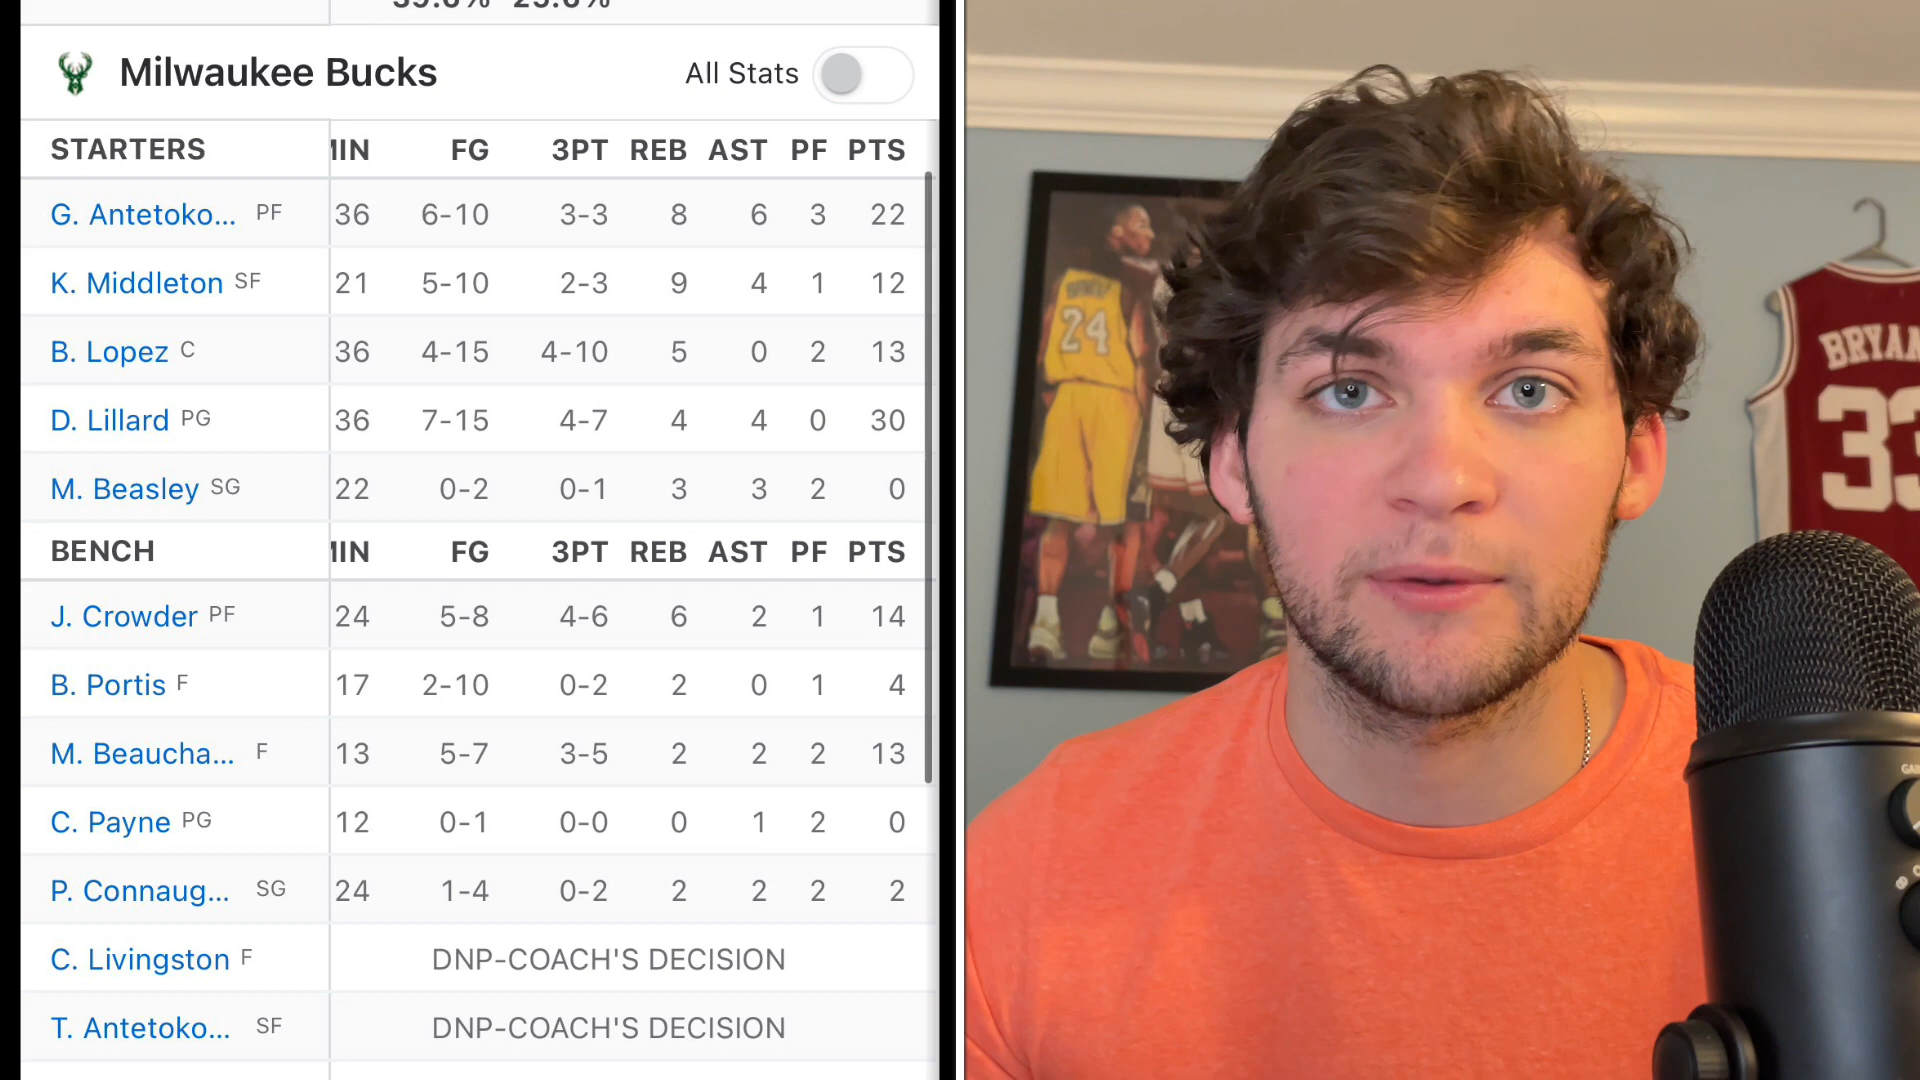 39.6% 25.6%
Milwaukee Bucks All Stats
STARTERS MIN FG 3PT REB AST PF PTS
G. Antetoko... PF 36 6-10 3-3 8 6 3 22
K. Middleton SF 21 5-10 2-3 9 4 1 12
B. Lopez C 36 4-15 4-10 5 0 2 13
D. Lillard PG 36 7-15 4-7 4 4 0 30
M. Beasley SG 22 0-2 0-1 3 3 2 0
BENCH MIN FG 3PT REB AST PF PTS
J. Crowder PF 24 5-8 4-6 6 2 1 14
B. Portis F 17 2-10 0-2 2 0 1 4
M. Beaucha... F 13 5-7 3-5 2 2 2 13
C. Payne PG 12 0-1 0-0 0 1 2 0
P. Connaug... SG 24 1-4 0-2 2 2 2 2
C. Livingston F DNP-COACH'S DECISION
T. Antetoko... SF DNP-COACH'S DECISION
24
BRYAN
33